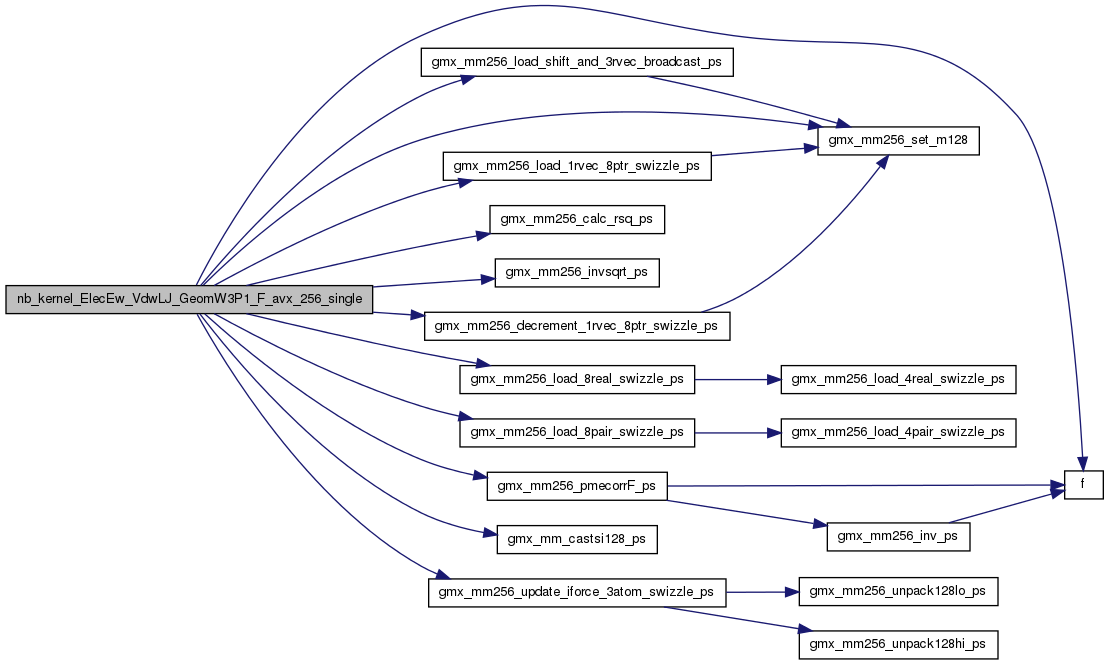 gmx_mm256_load_shift_and_3rvec_broadcast_ps
gmx_mm256_set_m128
gmx_mm256_load_1rvec_8ptr_swizzle_ps
gmx_mm256_calc_rsq_ps
gmx_mm256_invsqrt_ps
nb_kernel_ElecEw_VdwLJ_GeomW3P1_F_avx_256_single
gmx_mm256_decrement_1rvec_8ptr_swizzle_ps
gmx_mm256_load_8real_swizzle_ps
gmx_mm256_load_4real_swizzle_ps
gmx_mm256_load_8pair_swizzle_ps
gmx_mm256_load_4pair_swizzle_ps
gmx_mm256_pmecorrF_ps
f
gmx_mm256_inv_ps
gmx_mm_castsi128_ps
gmx_mm256_update_iforce_3atom_swizzle_ps
gmx_mm256_unpack128lo_ps
gmx_mm256_unpack128hi_ps